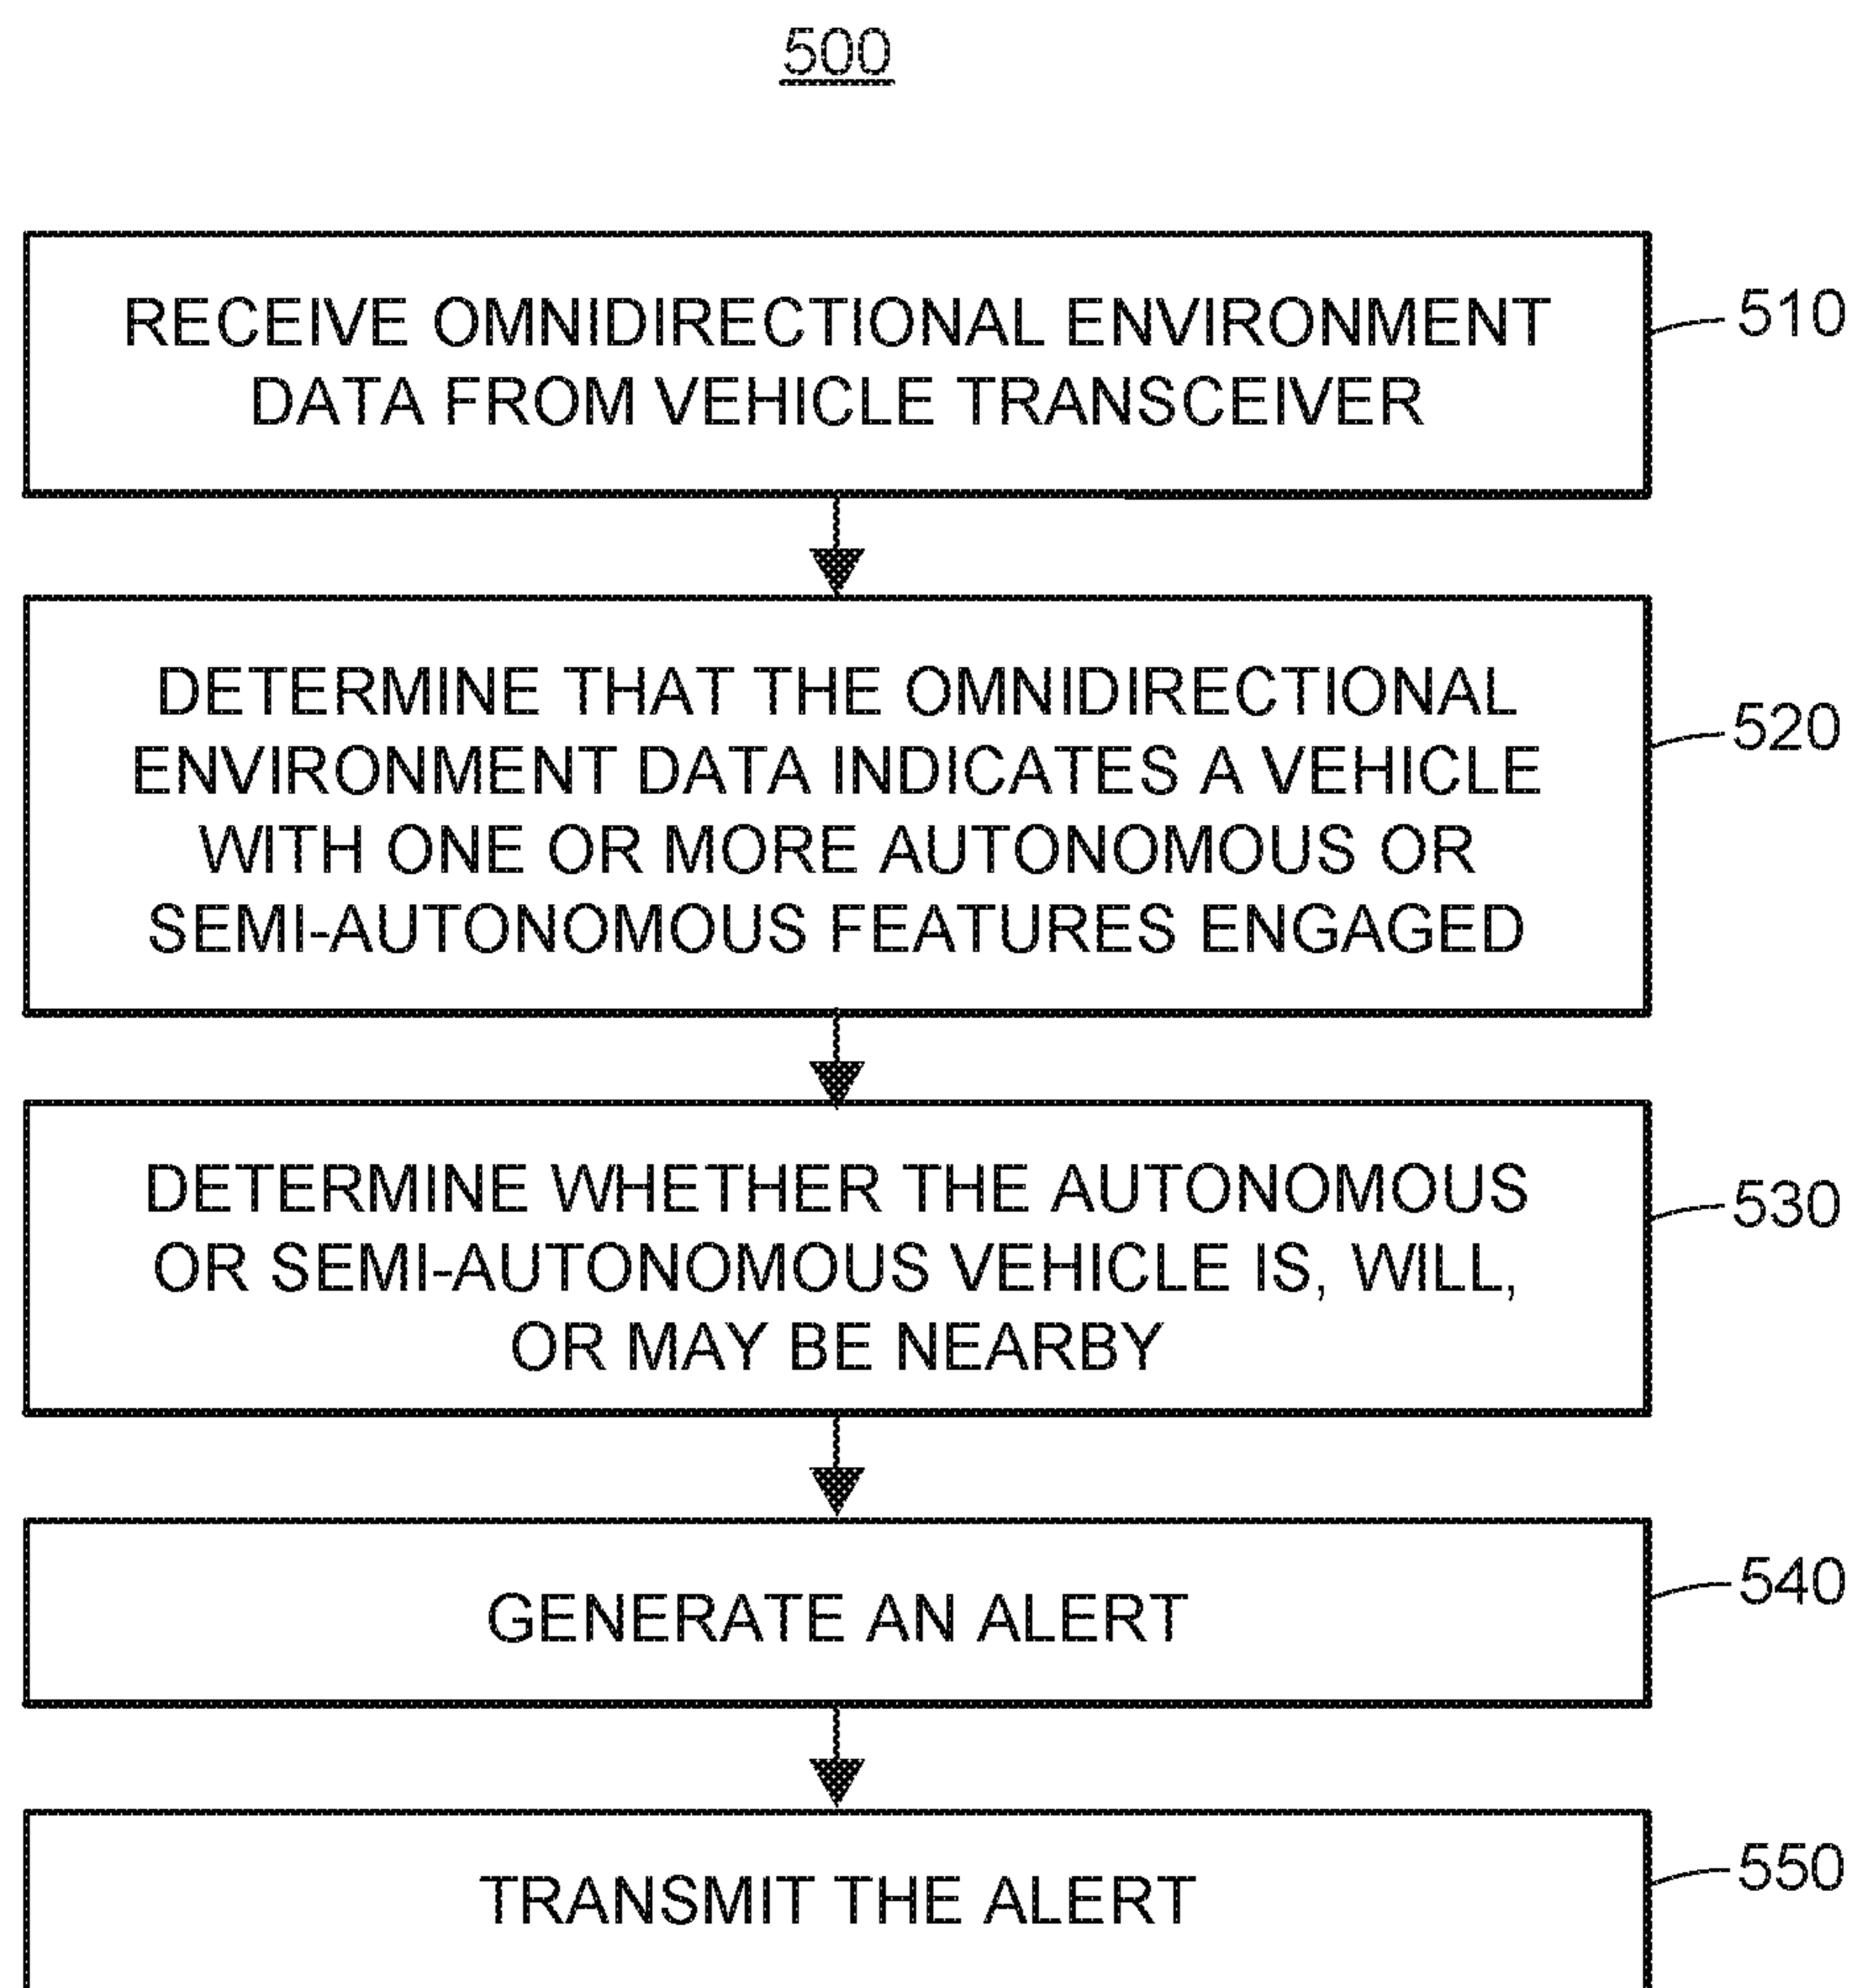 500
RECEIVE OMNIDIRECTIONAL ENVIRONMENT
DATA FROM VEHICLE TRANSCEIVER
510
DETERMINE THAT THE OMNIDIRECTIONAL
ENVIRONMENT DATA INDICATES A VEHICLE
WITH ONE OR MORE AUTONOMOUS OR
SEMI-AUTONOMOUS FEATURES ENGAGED
520
DETERMINE WHETHER THE AUTONOMOUS
OR SEMI-AUTONOMOUS VEHICLE IS, WILL,
OR MAY BE NEARBY
530
GENERATE AN ALERT
540
TRANSMIT THE ALERT
550